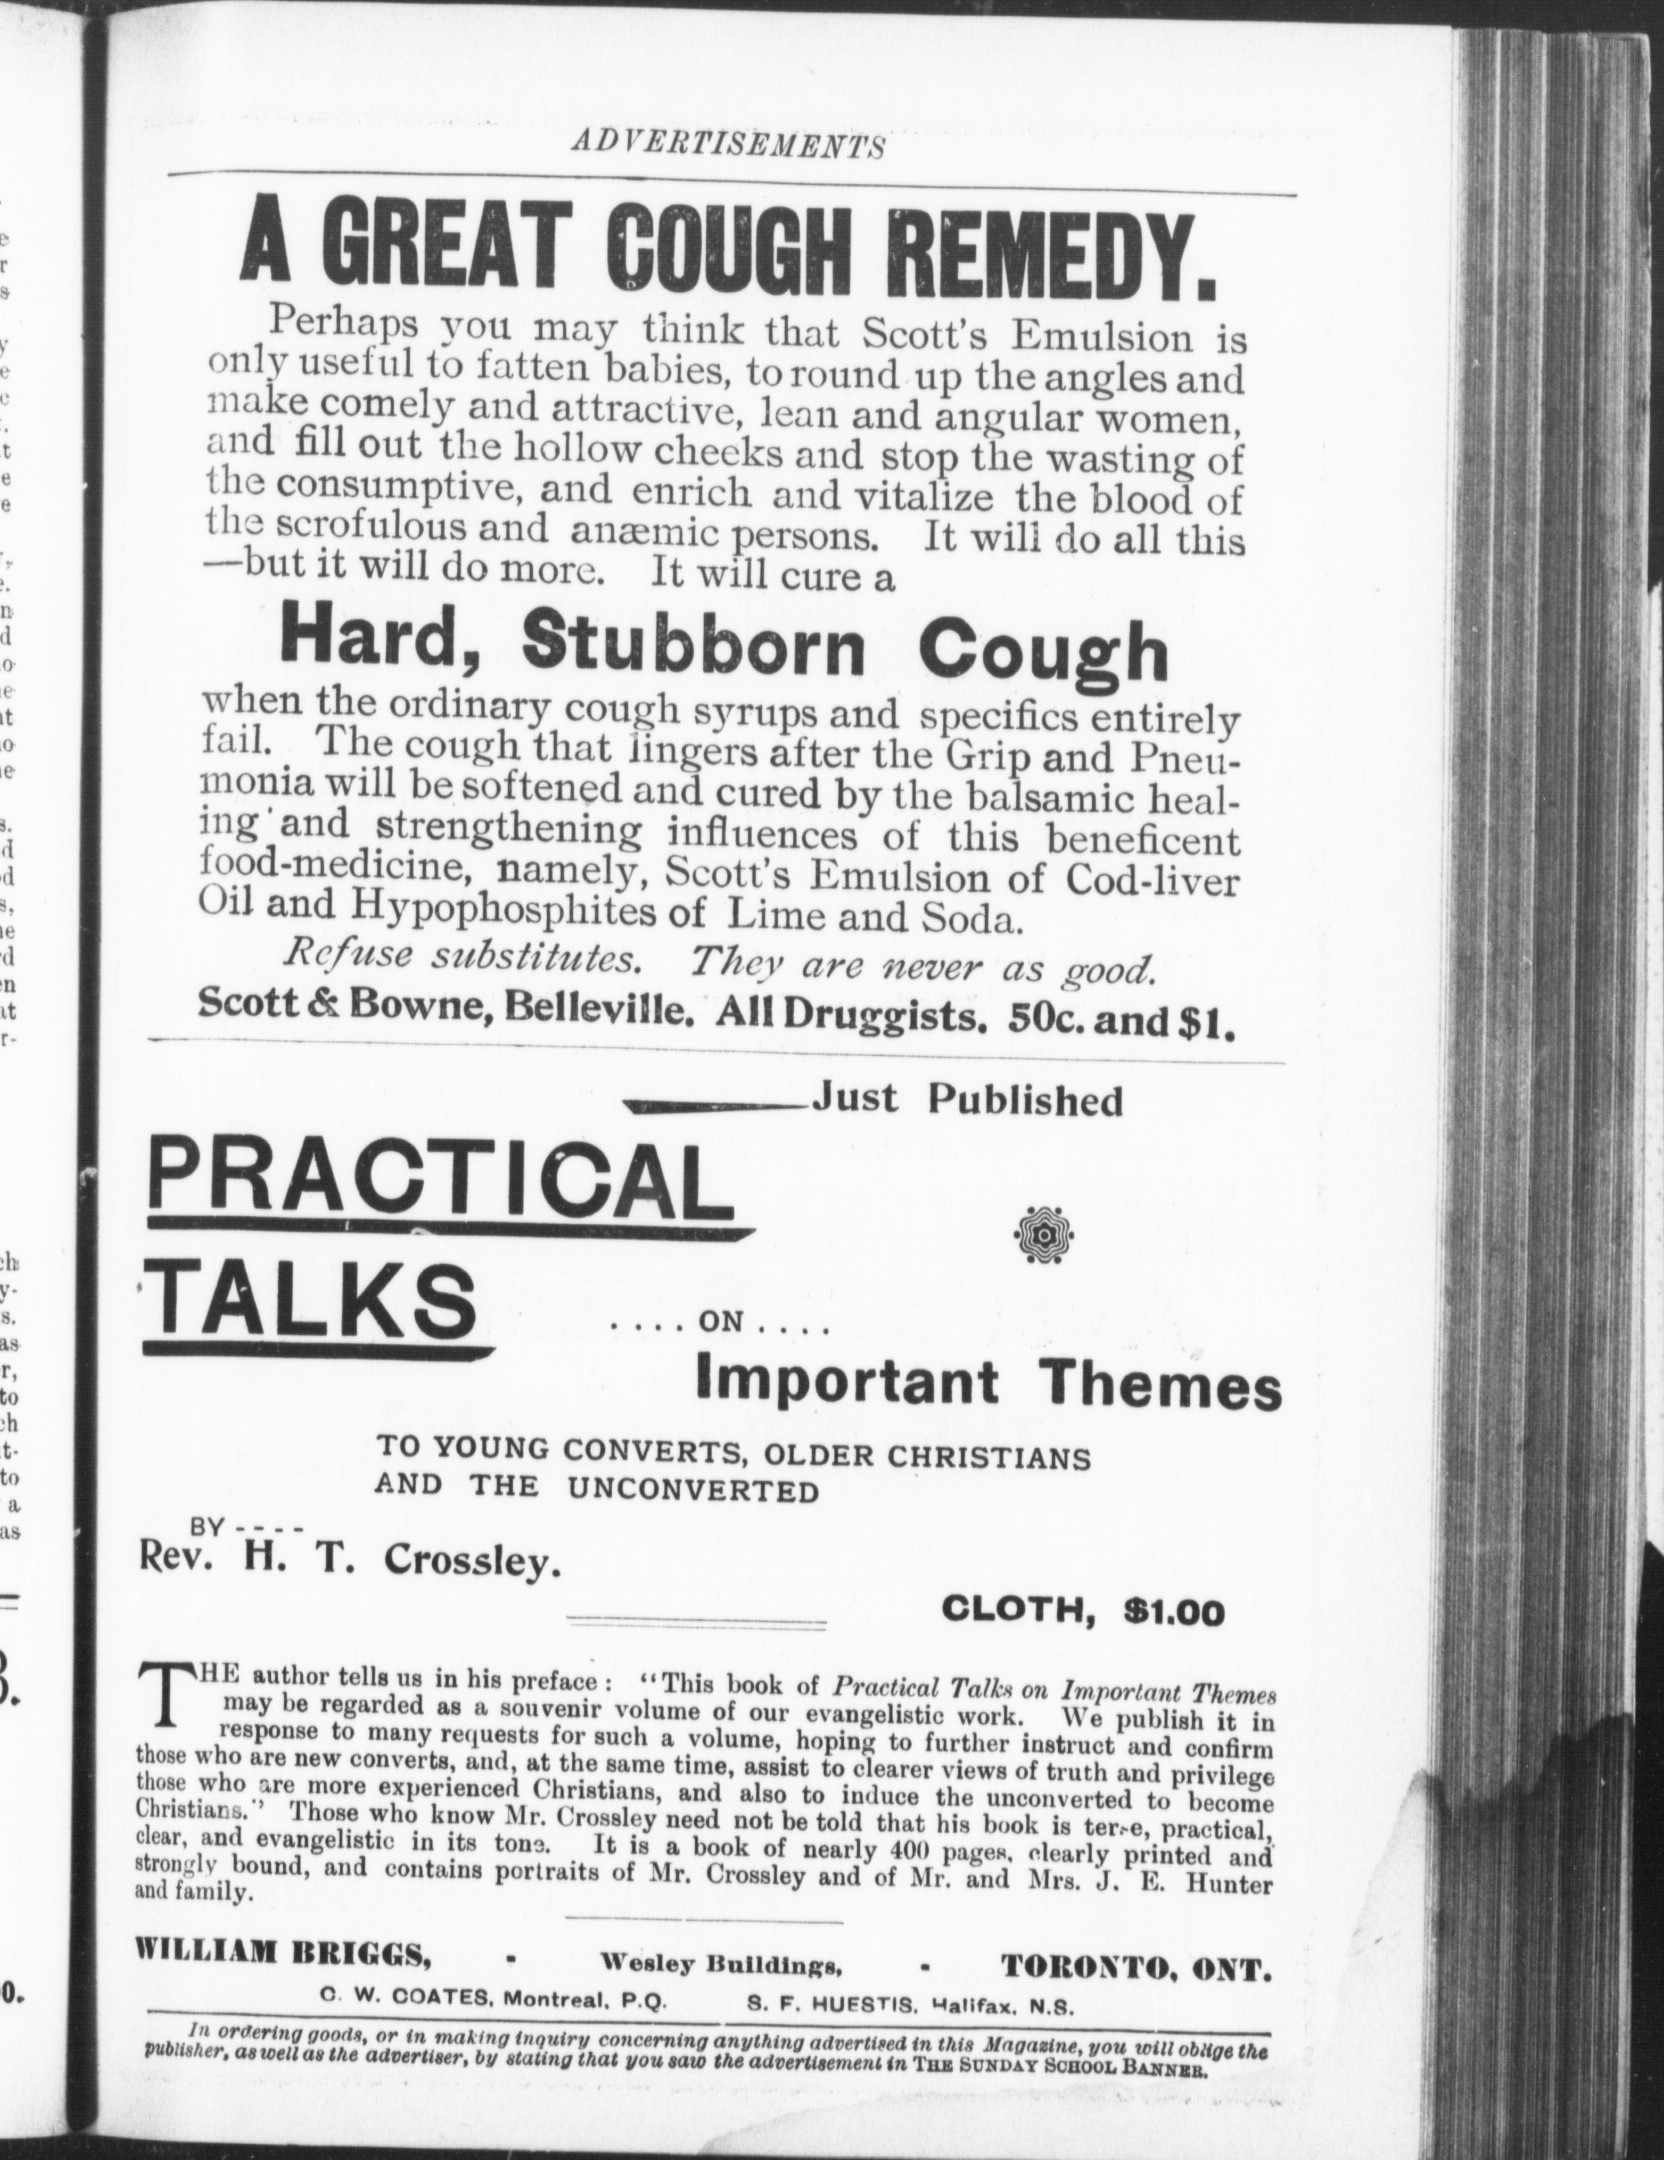 ADVERTISEMENTS
A GREAT COUGH REMEDY.
Perhaps you may think that Scott's Emulsion is
only useful to fatten babies, to round up the angles and
make comely and attractive, lean and angular women,
and fill out the hollow cheeks and stop the wasting of
the consumptive, and enrich and vitalize the blood of
the scrofulous and anæmic persons. It will do all this
—but it will do more. It will cure a
Hard, Stubborn Cough
when the ordinary cough syrups and specifics entirely
fail. The cough that lingers after the Grip and Pneu-
monia will be softened and cured by the balsamic heal-
ing and strengthening influences of this beneficent
food-medicine, namely, Scott's Emulsion of Cod-liver
Oil and Hypophosphites of Lime and Soda.
Refuse substitutes. They are never as good.
Scott & Bowne, Belleville. All Druggists. 50c. and $1.
Just Published
PRACTICAL
TALKS
....ON....
Important Themes
TO YOUNG CONVERTS, OLDER CHRISTIANS
AND THE UNCONVERTED
BY ----
Rev. H. T. Crossley.
CLOTH, $1.00
THE author tells us in his preface: "This book of Practical Talks on Important Themes
may be regarded as a souvenir volume of our evangelistic work. We publish it in
response to many requests for such a volume, hoping to further instruct and confirm
those who are new converts, and, at the same time, assist to clearer views of truth and privilege
those who are more experienced Christians, and also to induce the unconverted to become
Christians." Those who know Mr. Crossley need not be told that his book is terse, practical,
clear, and evangelistic in its tone. It is a book of nearly 400 pages, clearly printed and
strongly bound, and contains portraits of Mr. Crossley and of Mr. and Mrs. J. E. Hunter
and family.
WILLIAM BRIGGS, - Wesley Buildings, - TORONTO, ONT.
C. W. COATES, Montreal, P.Q. S. F. HUESTIS, Halifax, N.S.
In ordering goods, or in making inquiry concerning anything advertised in this Magazine, you will oblige the
publisher, as well as the advertiser, by stating that you saw the advertisement in THE SUNDAY SCHOOL BANNER.